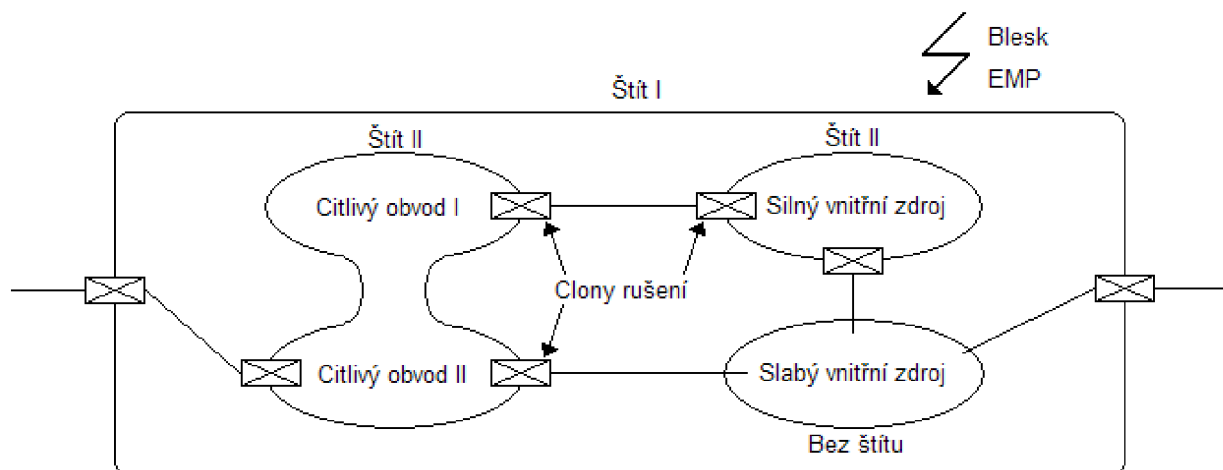 Blesk
EMP
Štít I
Štít II
Štít II
Citlivý obvod I
Silný vnitřní zdroj
Clony rušení
Citlivý obvod II
Slabý vnitřní zdroj
Bez štítu